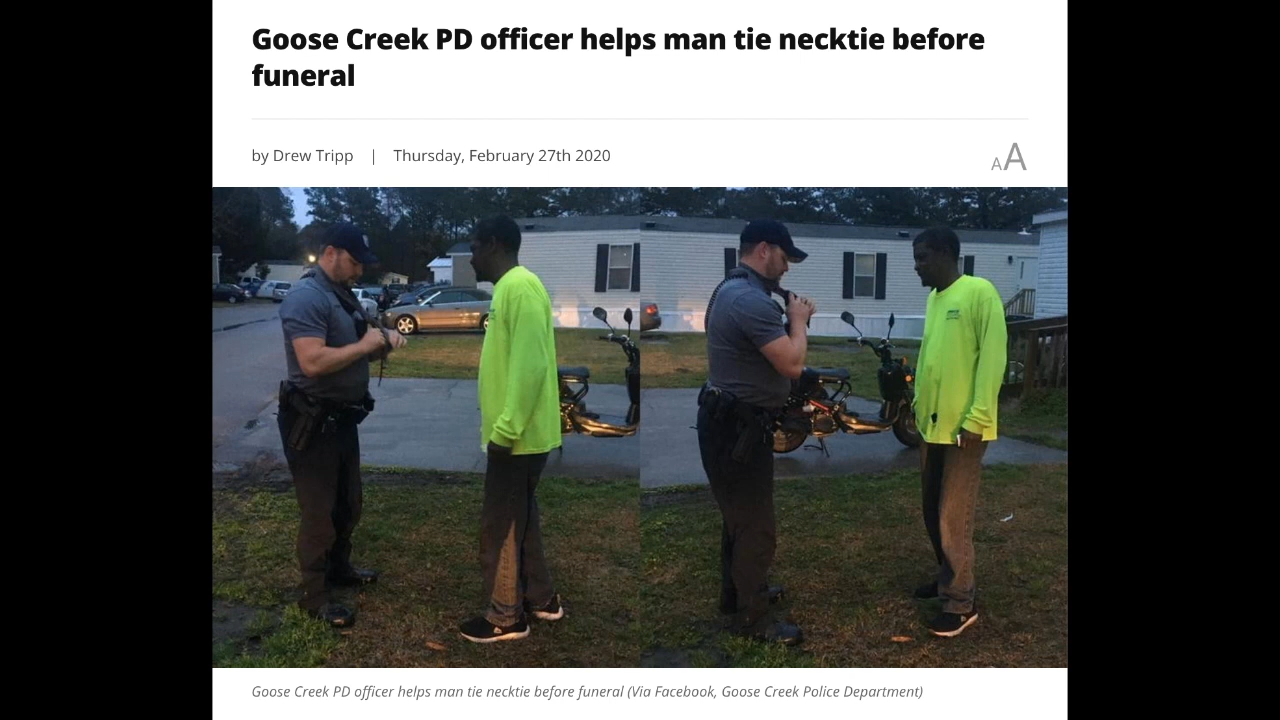 Goose Creek PD officer helps man tie necktie before
funeral
by Drew Tripp | Thursday, February 27th 2020
AA
Goose Creek PD officer helps man tie necktie before funeral (Via Facebook, Goose Creek Police Department)